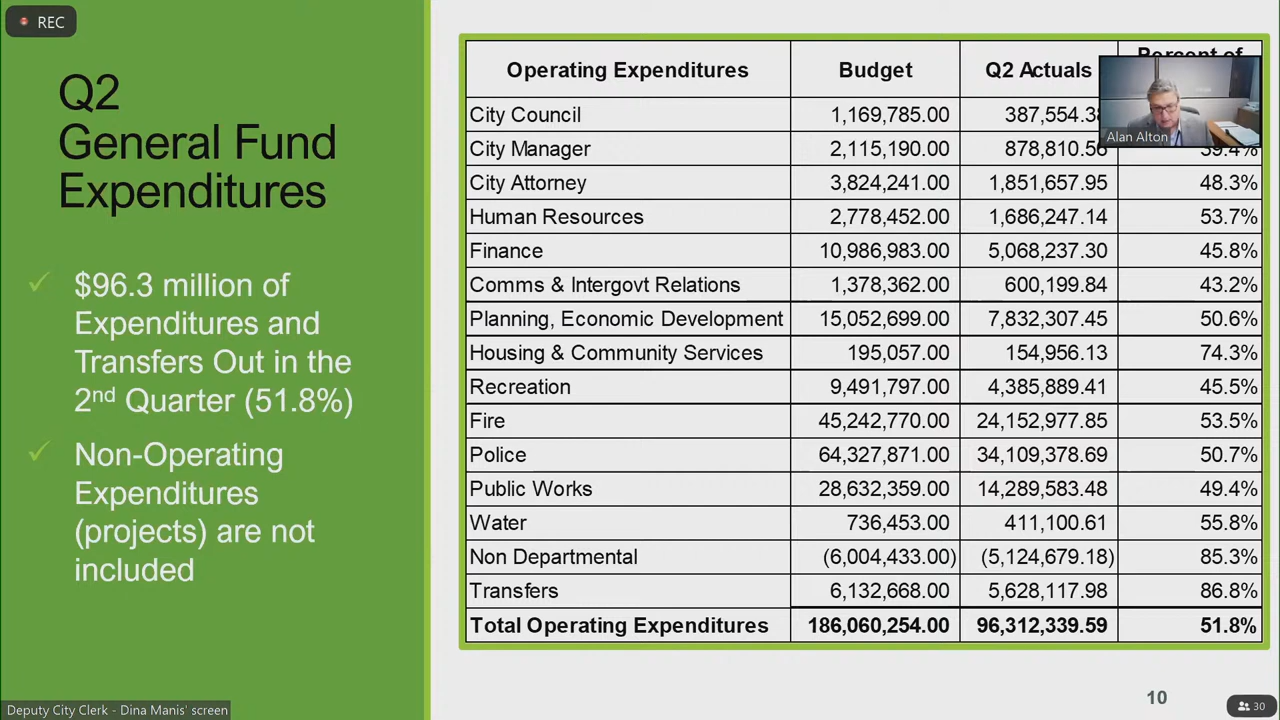 REC
Q2
General Fund
Expenditures
$96.3 million of
Expenditures and
Transfers Out in the
2nd Quarter (51.8%)
Non-Operating
Expenditures
(projects) are not
included
Operating Expenditures Budget Q2 Actuals Percent of
City Council 1,169,785.00 387,554.38
City Manager 2,115,190.00 878,810.56 39.4%
City Attorney 3,824,241.00 1,851,657.95 48.3%
Human Resources 2,778,452.00 1,686,247.14 53.7%
Finance 10,986,983.00 5,068,237.30 45.8%
Comms & Intergovt Relations 1,378,362.00 600,199.84 43.2%
Planning, Economic Development 15,052,699.00 7,832,307.45 50.6%
Housing & Community Services 195,057.00 154,956.13 74.3%
Recreation 9,491,797.00 4,385,889.41 45.5%
Fire 45,242,770.00 24,152,977.85 53.5%
Police 64,327,871.00 34,109,378.69 50.7%
Public Works 28,632,359.00 14,289,583.48 49.4%
Water 736,453.00 411,100.61 55.8%
Non Departmental (6,004,433.00) (5,124,679.18) 85.3%
Transfers 6,132,668.00 5,628,117.98 86.8%
Total Operating Expenditures 186,060,254.00 96,312,339.59 51.8%
Alan Alton
10
Deputy City Clerk - Dina Manis' screen
30